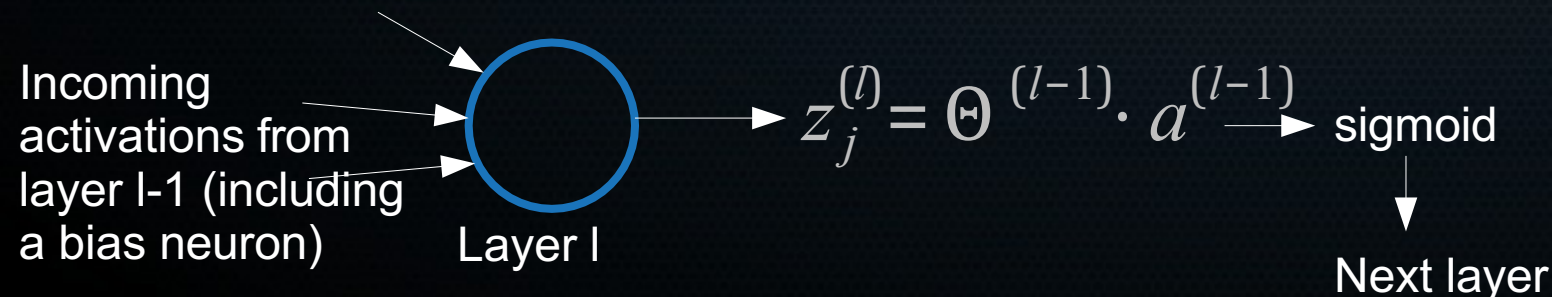 Incoming
activations from
layer l-1 (including
a bias neuron)
Layer l
z_j^{(l)} = Θ^{(l-1)} · a^{(l-1)}
sigmoid
Next layer